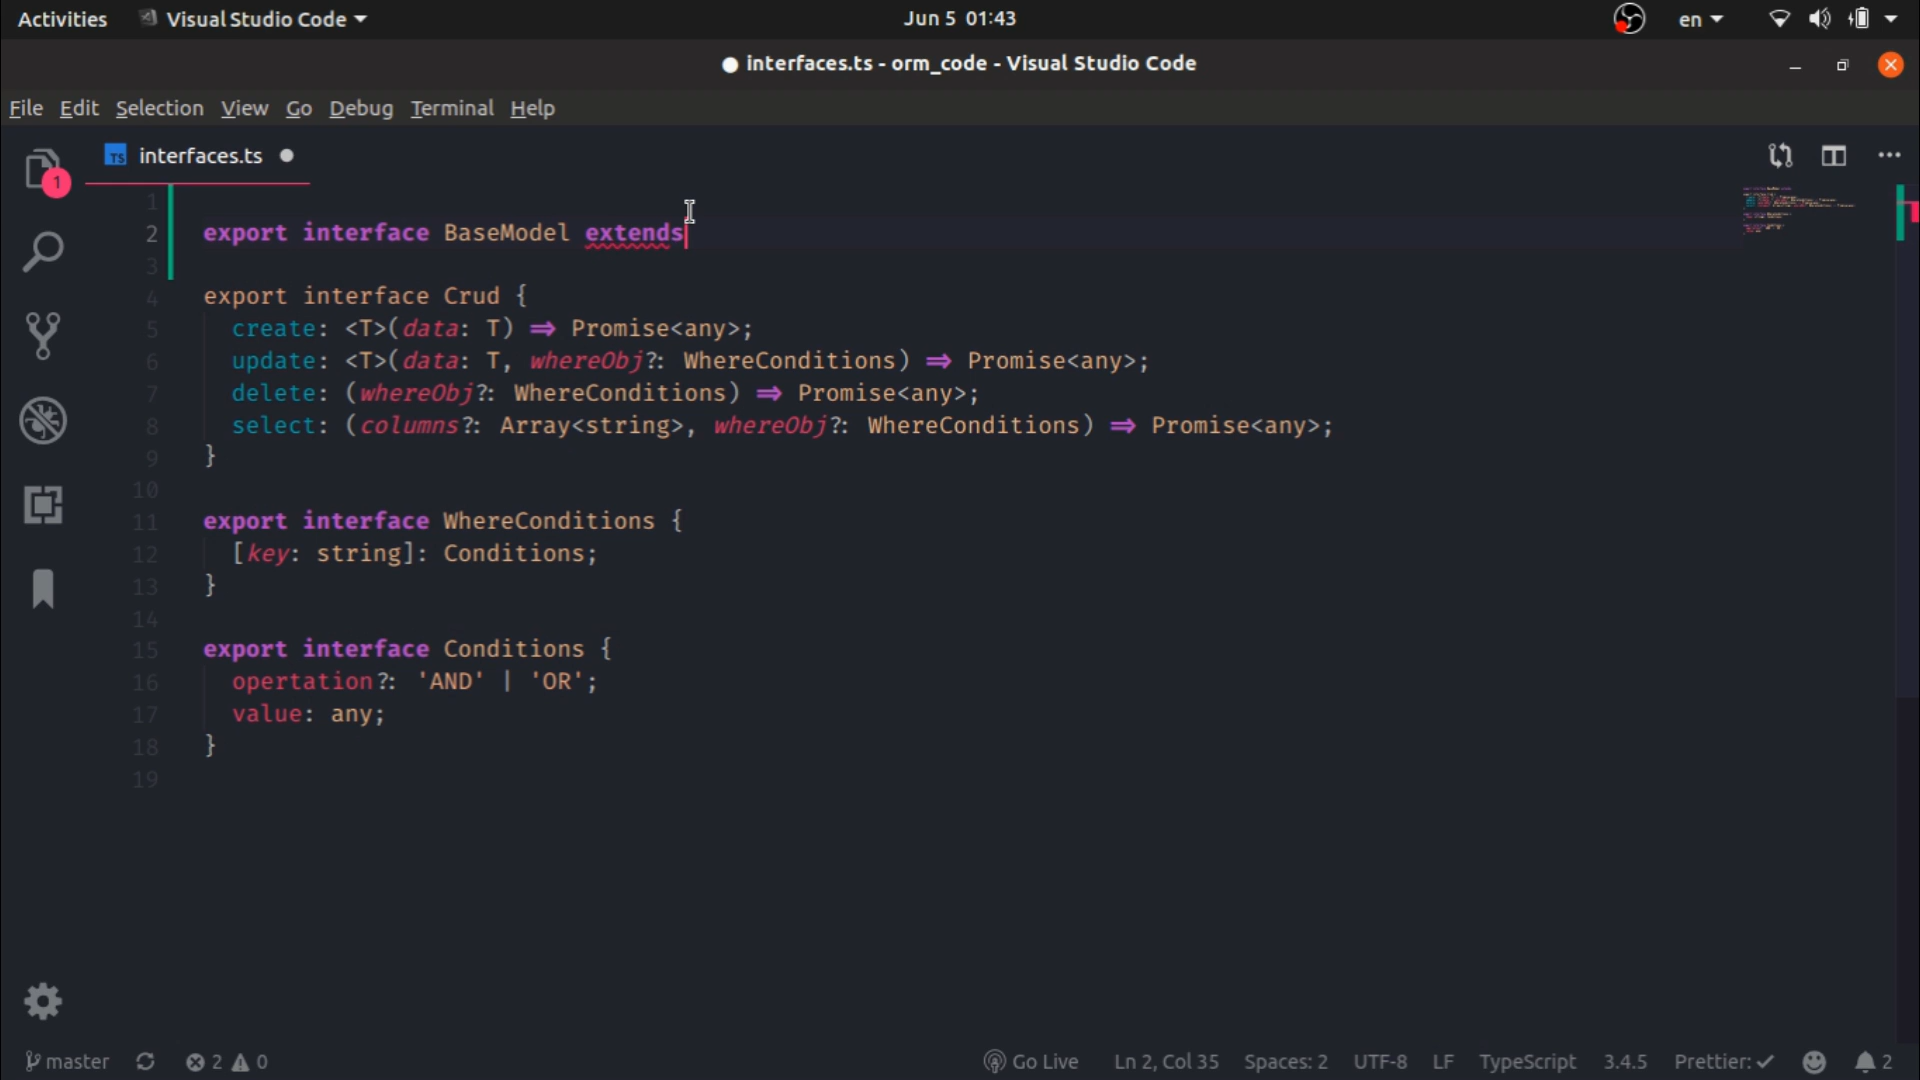 Activities Visual Studio Code Jun 5 01:43 en
interfaces.ts - orm_code - Visual Studio Code
File Edit Selection View Go Debug Terminal Help
1 TS interfaces.ts
1
2 export interface BaseModel extends
3
4 export interface Crud {
5 create: <T>(data: T) => Promise<any>;
6 update: <T>(data: T, whereObj?: WhereConditions) => Promise<any>;
7 delete: (whereObj?: WhereConditions) => Promise<any>;
8 select: (columns?: Array<string>, whereObj?: WhereConditions) => Promise<any>;
9 }
10
11 export interface WhereConditions {
12 [key: string]: Conditions;
13 }
14
15 export interface Conditions {
16 opertation?: 'AND' | 'OR';
17 value: any;
18 }
19
master 2 0 Go Live Ln 2, Col 35 Spaces: 2 UTF-8 LF TypeScript 3.4.5 Prettier: ✓ 2